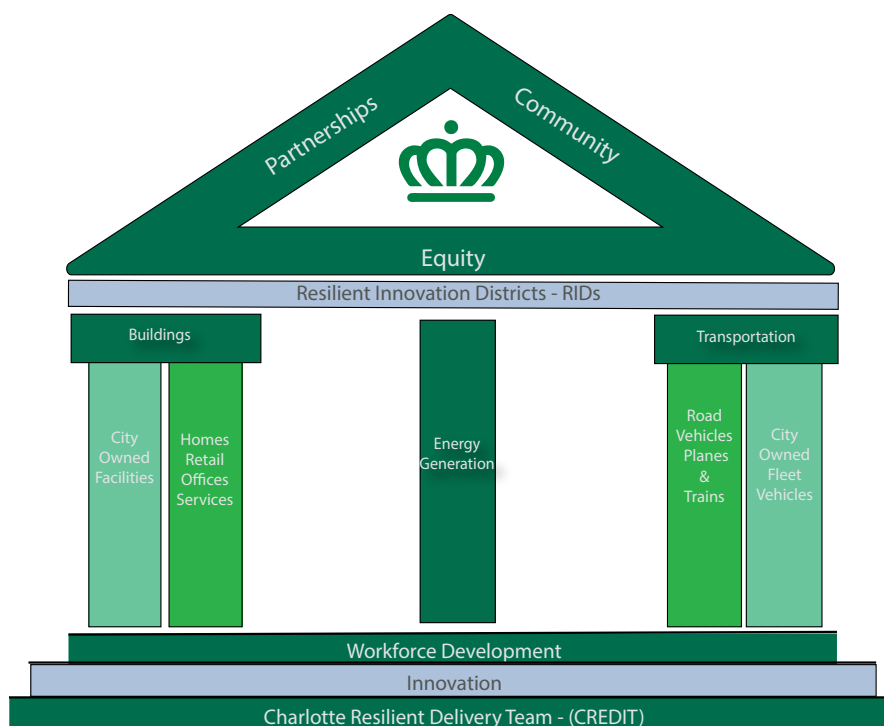 Partnerships
Community
Equity
Resilient Innovation Districts - RIDs
Buildings
Transportation
City
Owned
Facilities
Homes
Retail
Offices
Services
Energy
Generation
Road
Vehicles
Planes
&
Trains
City
Owned
Fleet
Vehicles
Workforce Development
Innovation
Charlotte Resilient Delivery Team - (CREDIT)